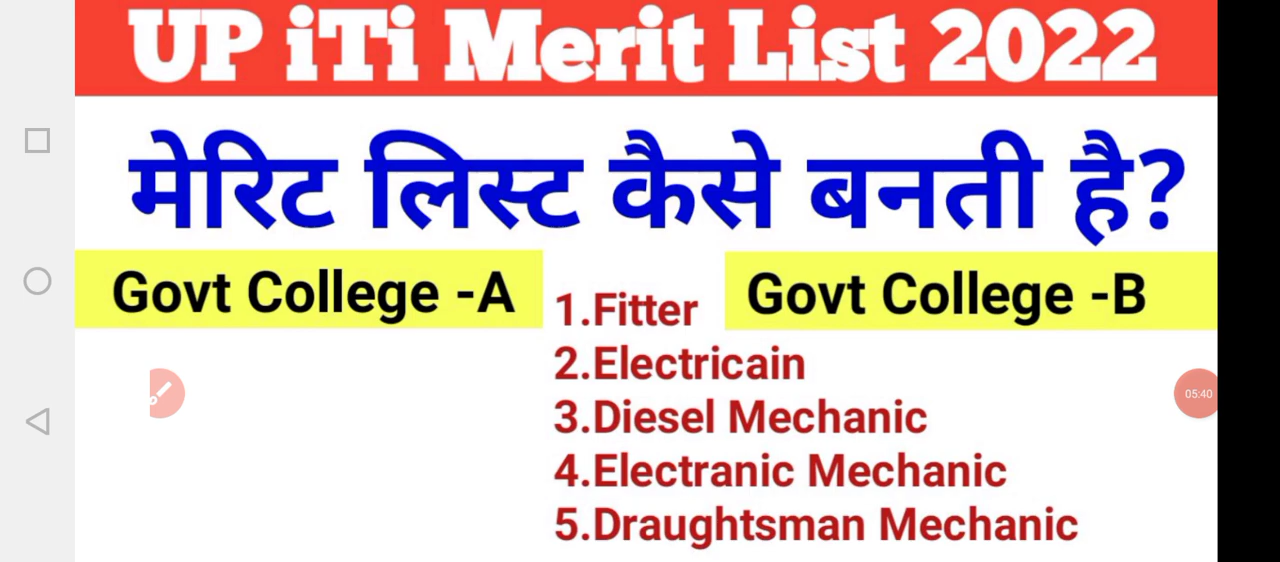 UP iTi Merit List 2022
मेरिट लिस्ट कैसे बनती है?
Govt College -A
Govt College -B
1.Fitter
2.Electricain
3.Diesel Mechanic
4.Electranic Mechanic
5.Draughtsman Mechanic
05:40